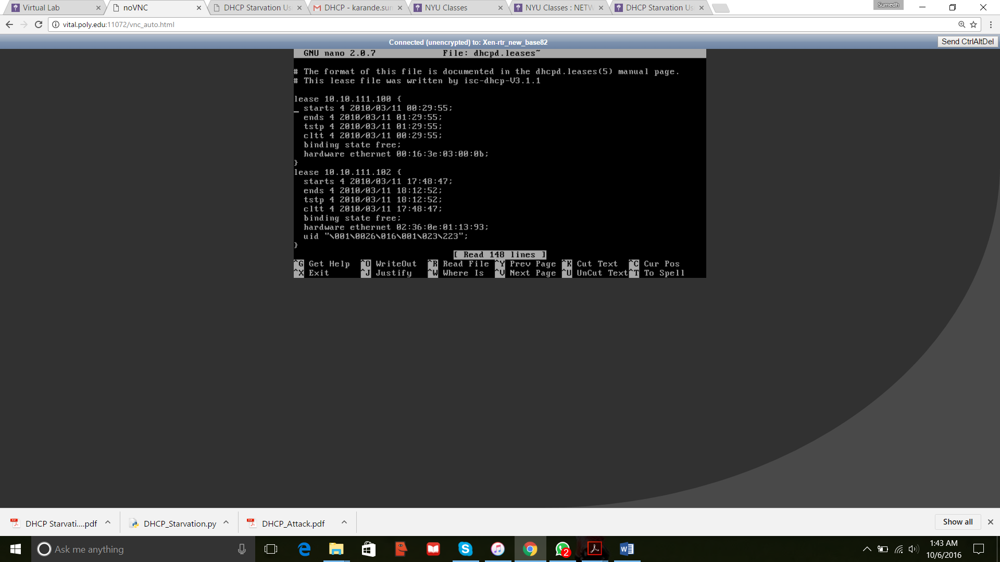 Virtual Lab
noVNC
DHCP Starvation Us
DHCP - karande.sum
NYU Classes
NYU Classes : NETW
DHCP Starvation Us
Sumedh
vital.poly.edu:11072/vnc_auto.html
Connected (unencrypted) to: Xen-rtr_new_base82
Send CtrlAltDel
GNU nano 2.0.7 File: dhcpd.leases~
# The format of this file is documented in the dhcpd.leases(5) manual page.
# This lease file was written by isc-dhcp-V3.1.1
lease 10.10.111.100 {
starts 4 2010/03/11 00:29:55;
ends 4 2010/03/11 01:29:55;
tstp 4 2010/03/11 01:29:55;
cltt 4 2010/03/11 00:29:55;
binding state free;
hardware ethernet 00:16:3e:03:00:0b;
}
lease 10.10.111.102 {
starts 4 2010/03/11 17:48:47;
ends 4 2010/03/11 18:12:52;
tstp 4 2010/03/11 18:12:52;
cltt 4 2010/03/11 17:48:47;
binding state free;
hardware ethernet 02:36:0e:01:13:93;
uid "\001\0026\016\001\023\223";
}
[ Read 148 lines ]
^G Get Help ^O WriteOut ^R Read File ^Y Prev Page ^K Cut Text ^C Cur Pos
^X Exit ^J Justify ^W Where Is ^V Next Page ^U UnCut Text ^T To Spell
DHCP Starvati....pdf
DHCP_Starvation.py
DHCP_Attack.pdf
Show all
Ask me anything
2
1:43 AM
10/6/2016